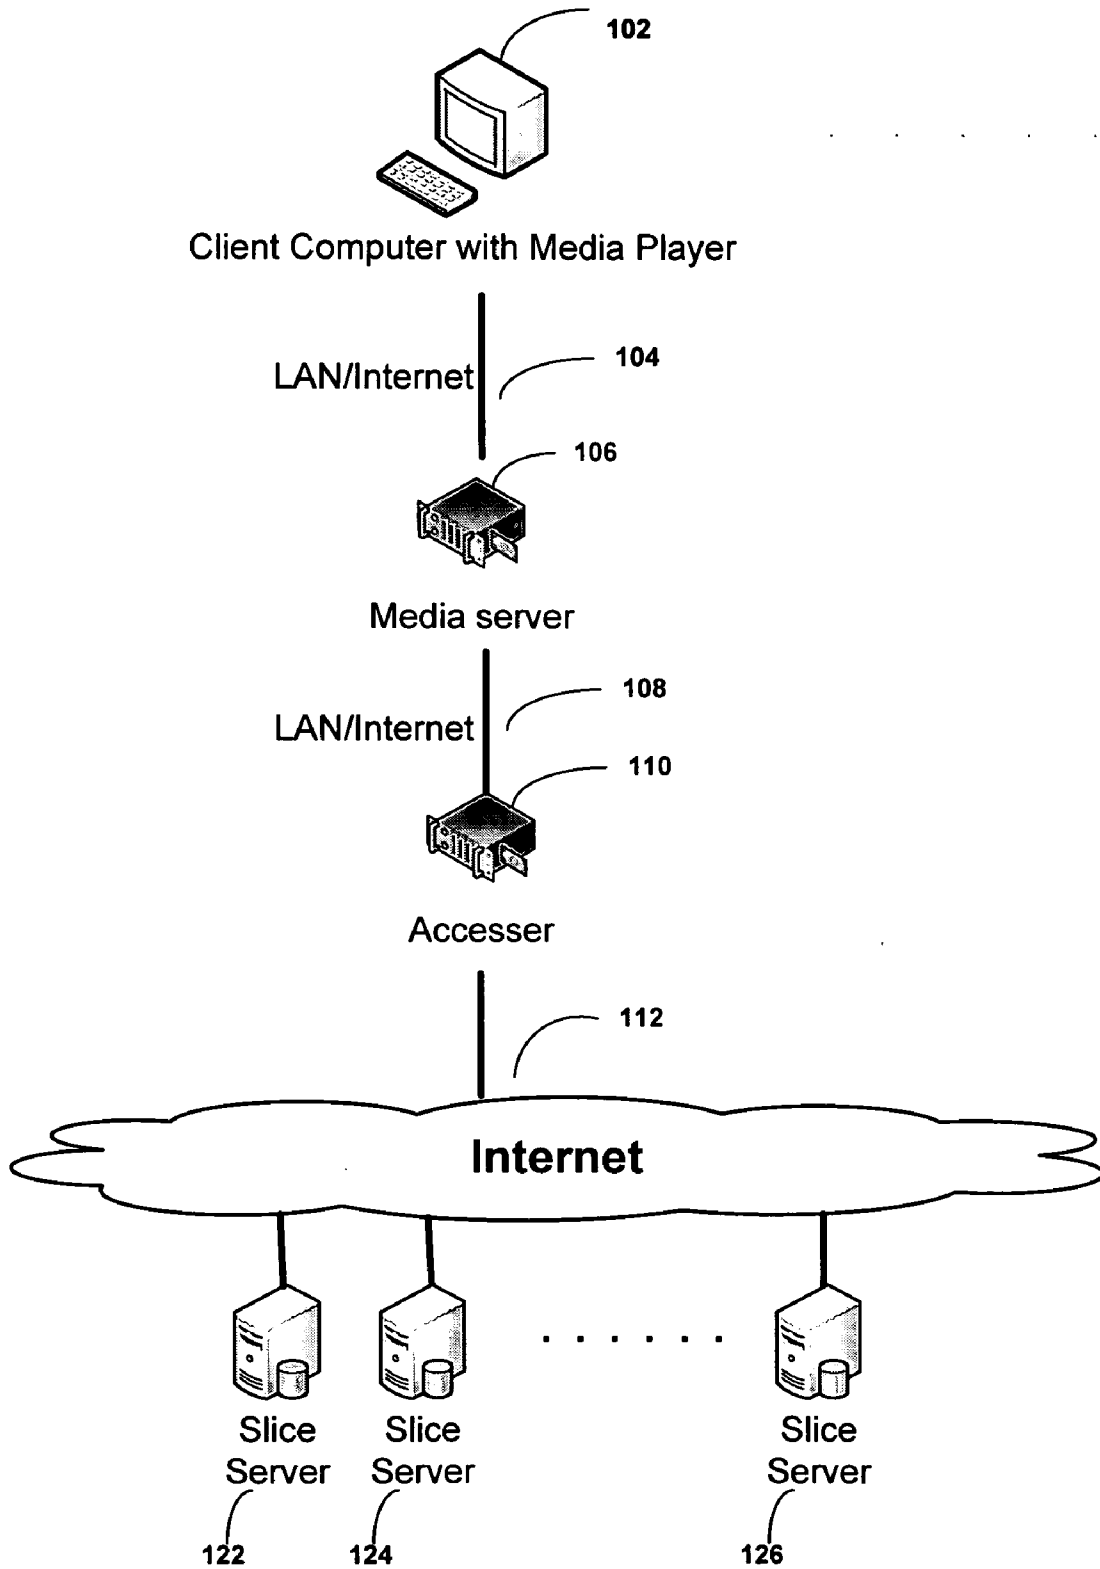 102
Client Computer with Media Player
LAN/Internet
104
106
Media server
108
LAN/Internet
110
Accesser
112
Internet
Slice Server
Slice Server
Slice Server
122
124
126